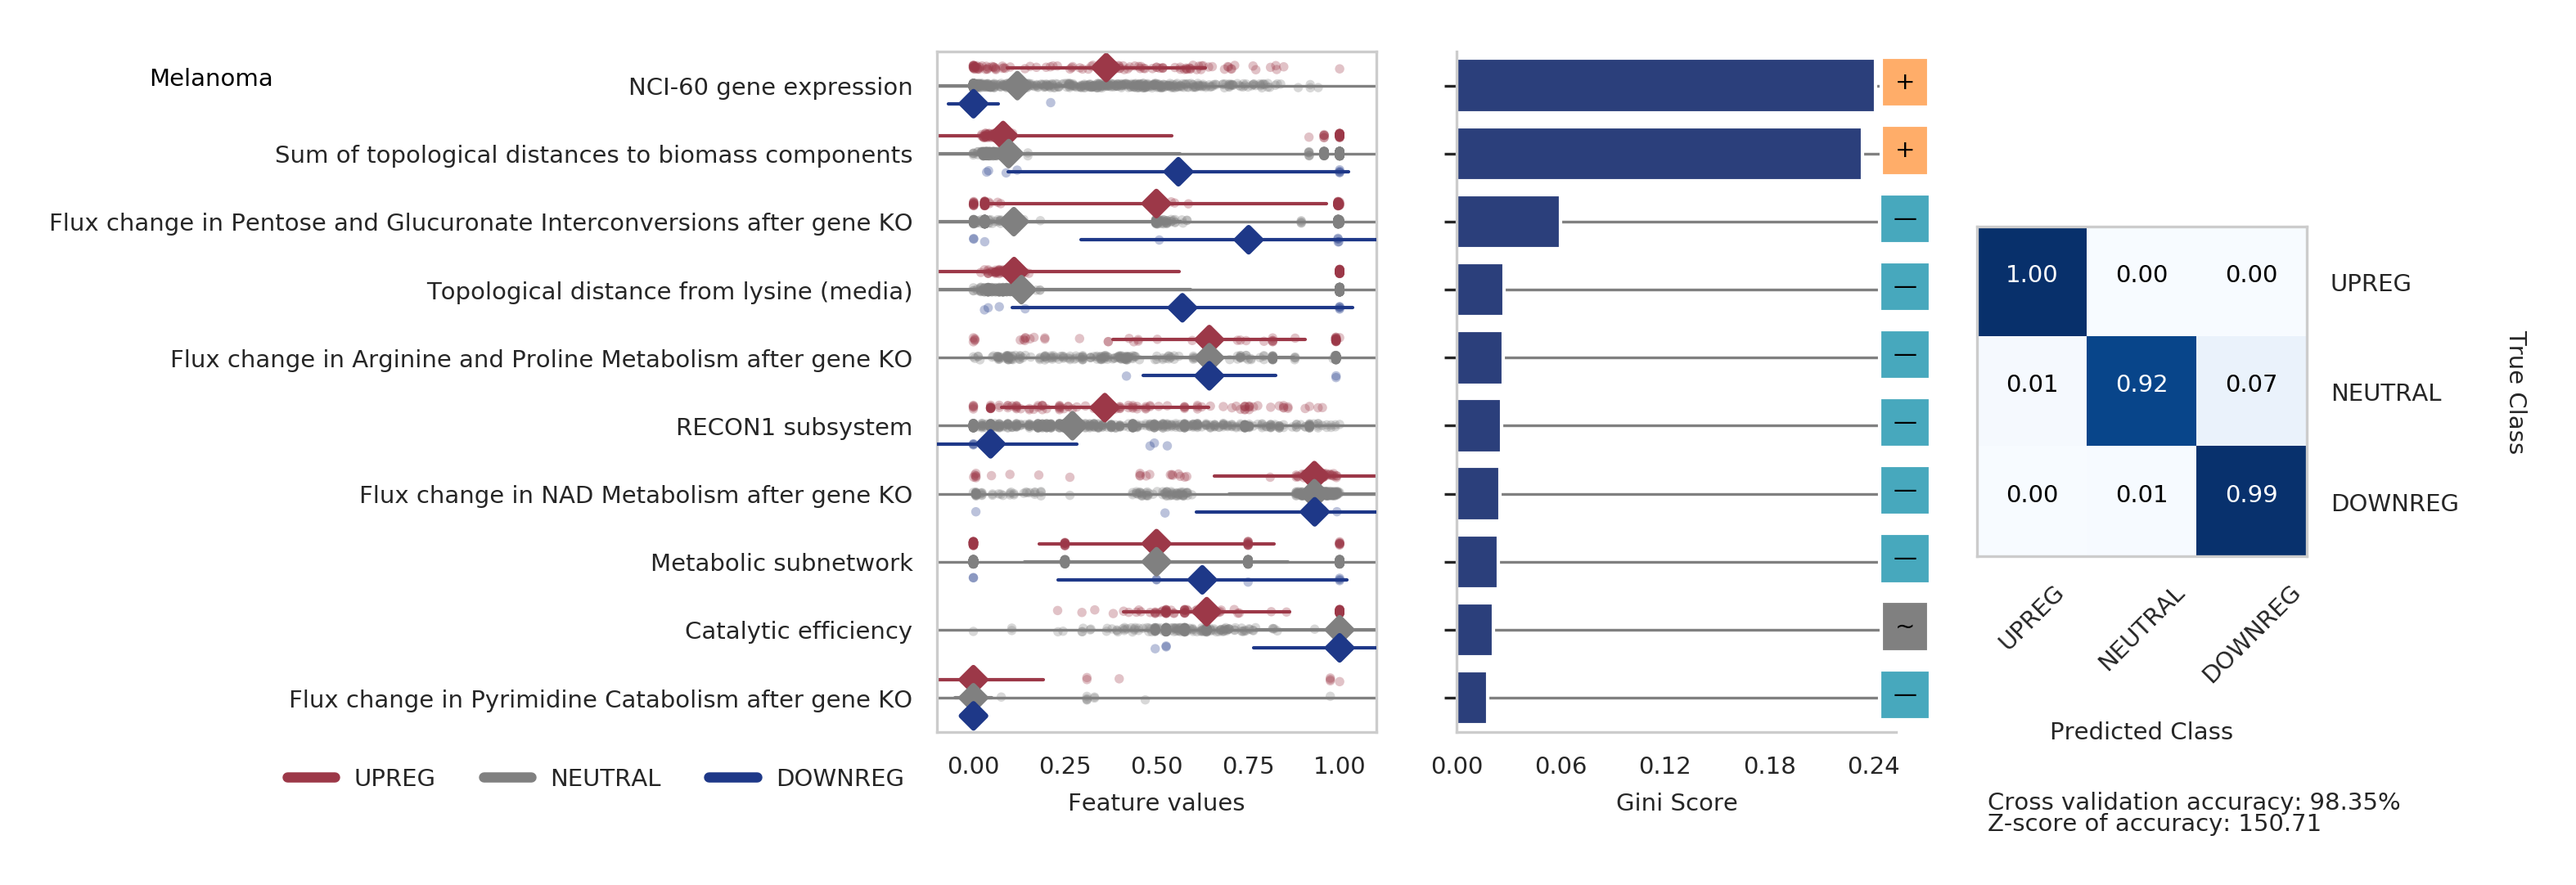 Melanoma
NCI-60 gene expression
Sum of topological distances to biomass components
Flux change in Pentose and Glucuronate Interconversions after gene KO
Topological distance from lysine (media)
Flux change in Arginine and Proline Metabolism after gene KO
RECON1 subsystem
Flux change in NAD Metabolism after gene KO
Metabolic subnetwork
Catalytic efficiency
Flux change in Pyrimidine Catabolism after gene KO
UPREG NEUTRAL DOWNREG
0.00 0.25 0.50 0.75 1.00
Feature values
+
+
—
—
—
—
—
—
~
—
0.00 0.06 0.12 0.18 0.24
Gini Score
1.00 0.00 0.00 UPREG
0.01 0.92 0.07 NEUTRAL
0.00 0.01 0.99 DOWNREG
True Class
UPREG NEUTRAL DOWNREG
Predicted Class
Cross validation accuracy: 98.35%
Z-score of accuracy: 150.71